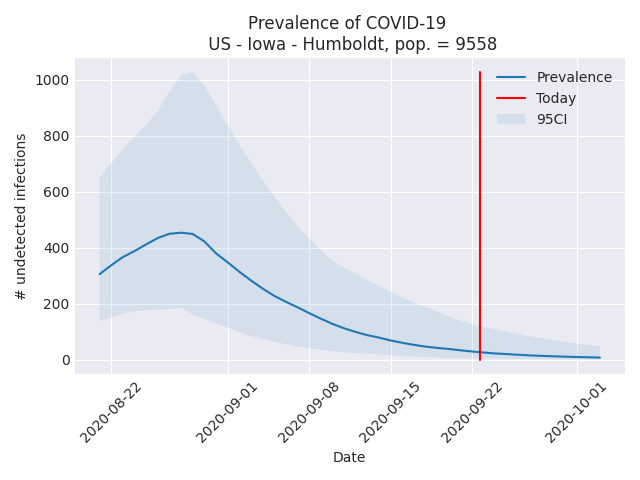 Prevalence of COVID-19
US - Iowa - Humboldt, pop. = 9558
Prevalence
Today
95CI
# undetected infections
1000
800
600
400
200
0
2020-08-22
2020-09-01
2020-09-08
2020-09-15
2020-09-22
2020-10-01
Date